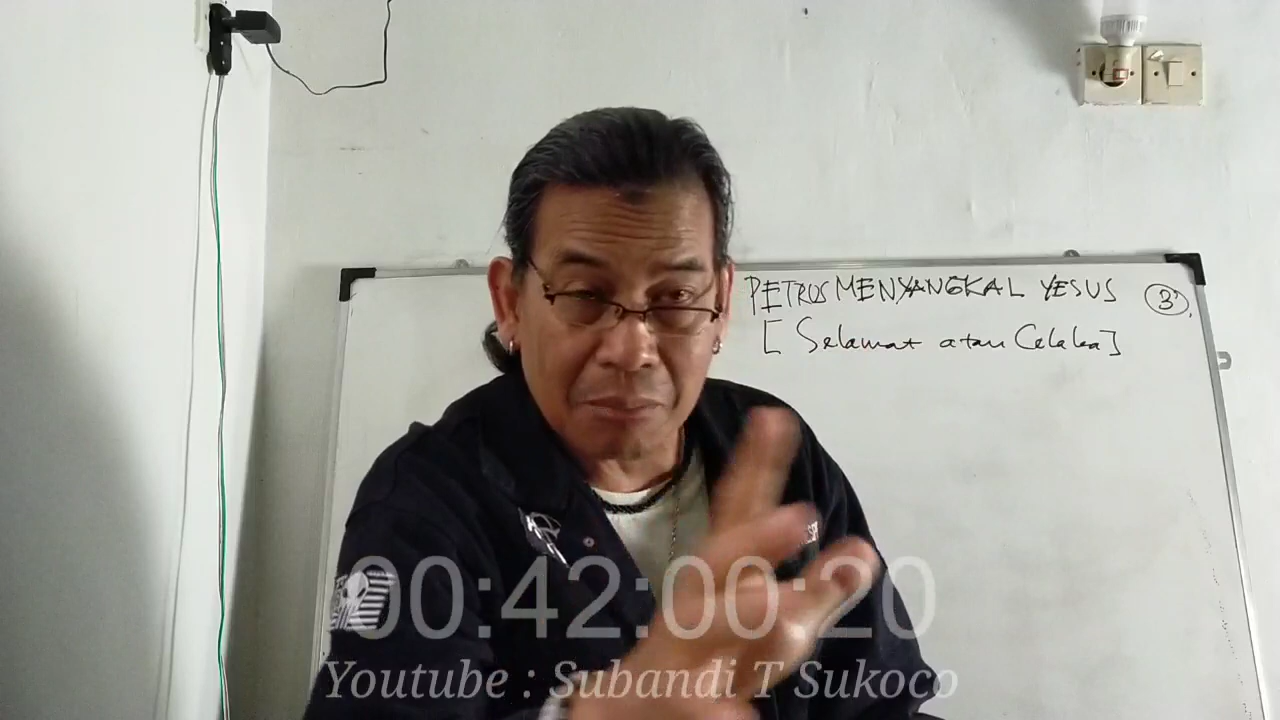 PETRUS MENYANGKAL YESUS 3
[Selamat atau Celaka]
00:42:00:20
Youtube : Subandi T Sukoco